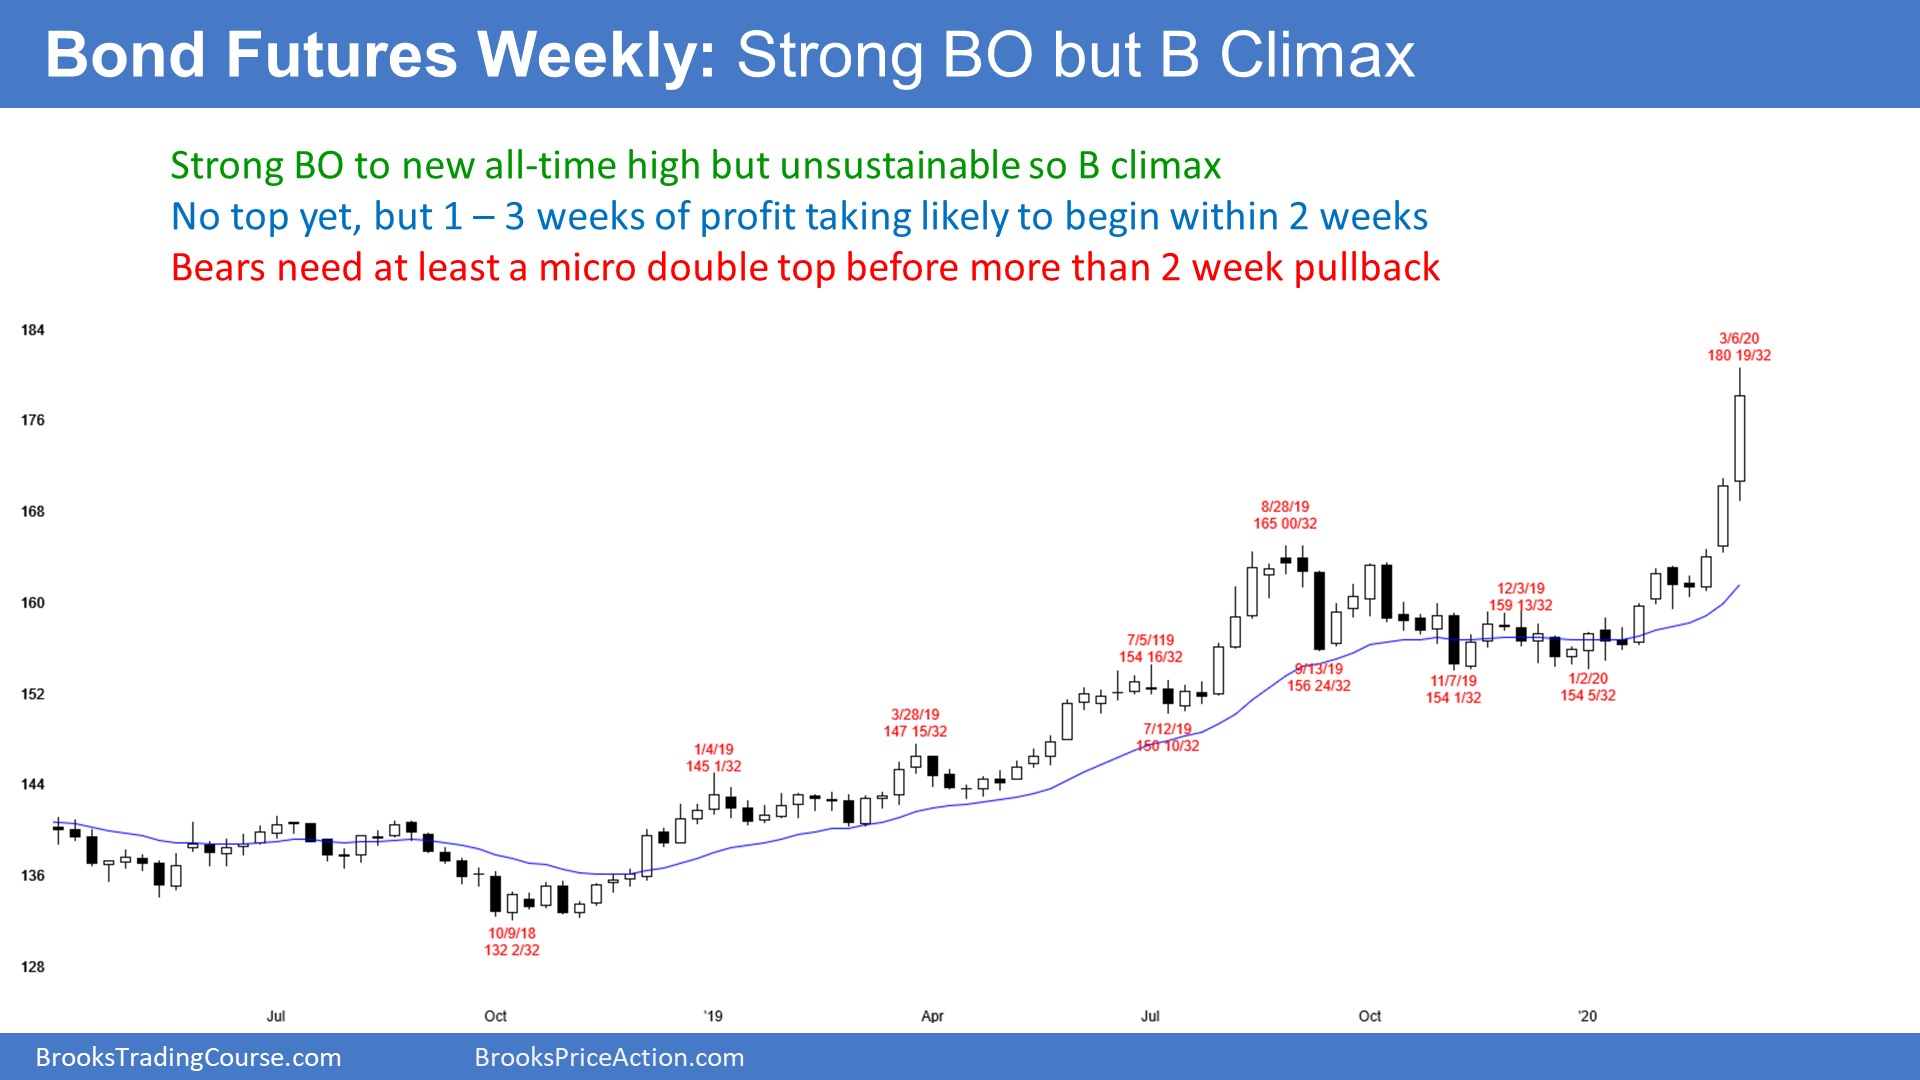 Bond Futures Weekly: Strong BO but B Climax
Strong BO to new all-time high but unsustainable so B climax
No top yet, but 1 – 3 weeks of profit taking likely to begin within 2 weeks
Bears need at least a micro double top before more than 2 week pullback
184
3/6/20
180 19/32
176
168
8/28/19
165 00/32
160
12/3/19
159 13/32
7/5/119
154 16/32
9/13/19
156 24/32
11/7/19
154 1/32
1/2/20
154 5/32
152
3/28/19
147 15/32
7/12/19
150 10/32
1/4/19
145 1/32
144
136
10/9/18
132 2/32
128
Jul
Oct
'19
Apr
Jul
Oct
'20
BrooksTradingCourse.com
BrooksPriceAction.com